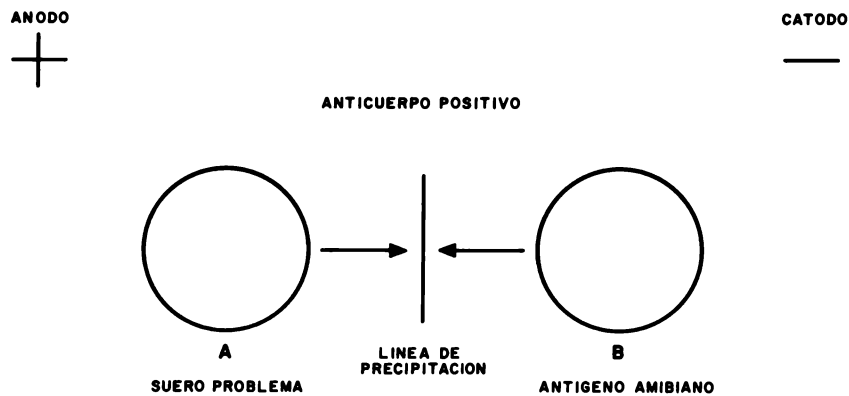 ANODO
CATODO
+
−
ANTICUERPO POSITIVO
A
B
LINEA DE
PRECIPITACION
SUERO PROBLEMA
ANTIGENO AMIBIANO